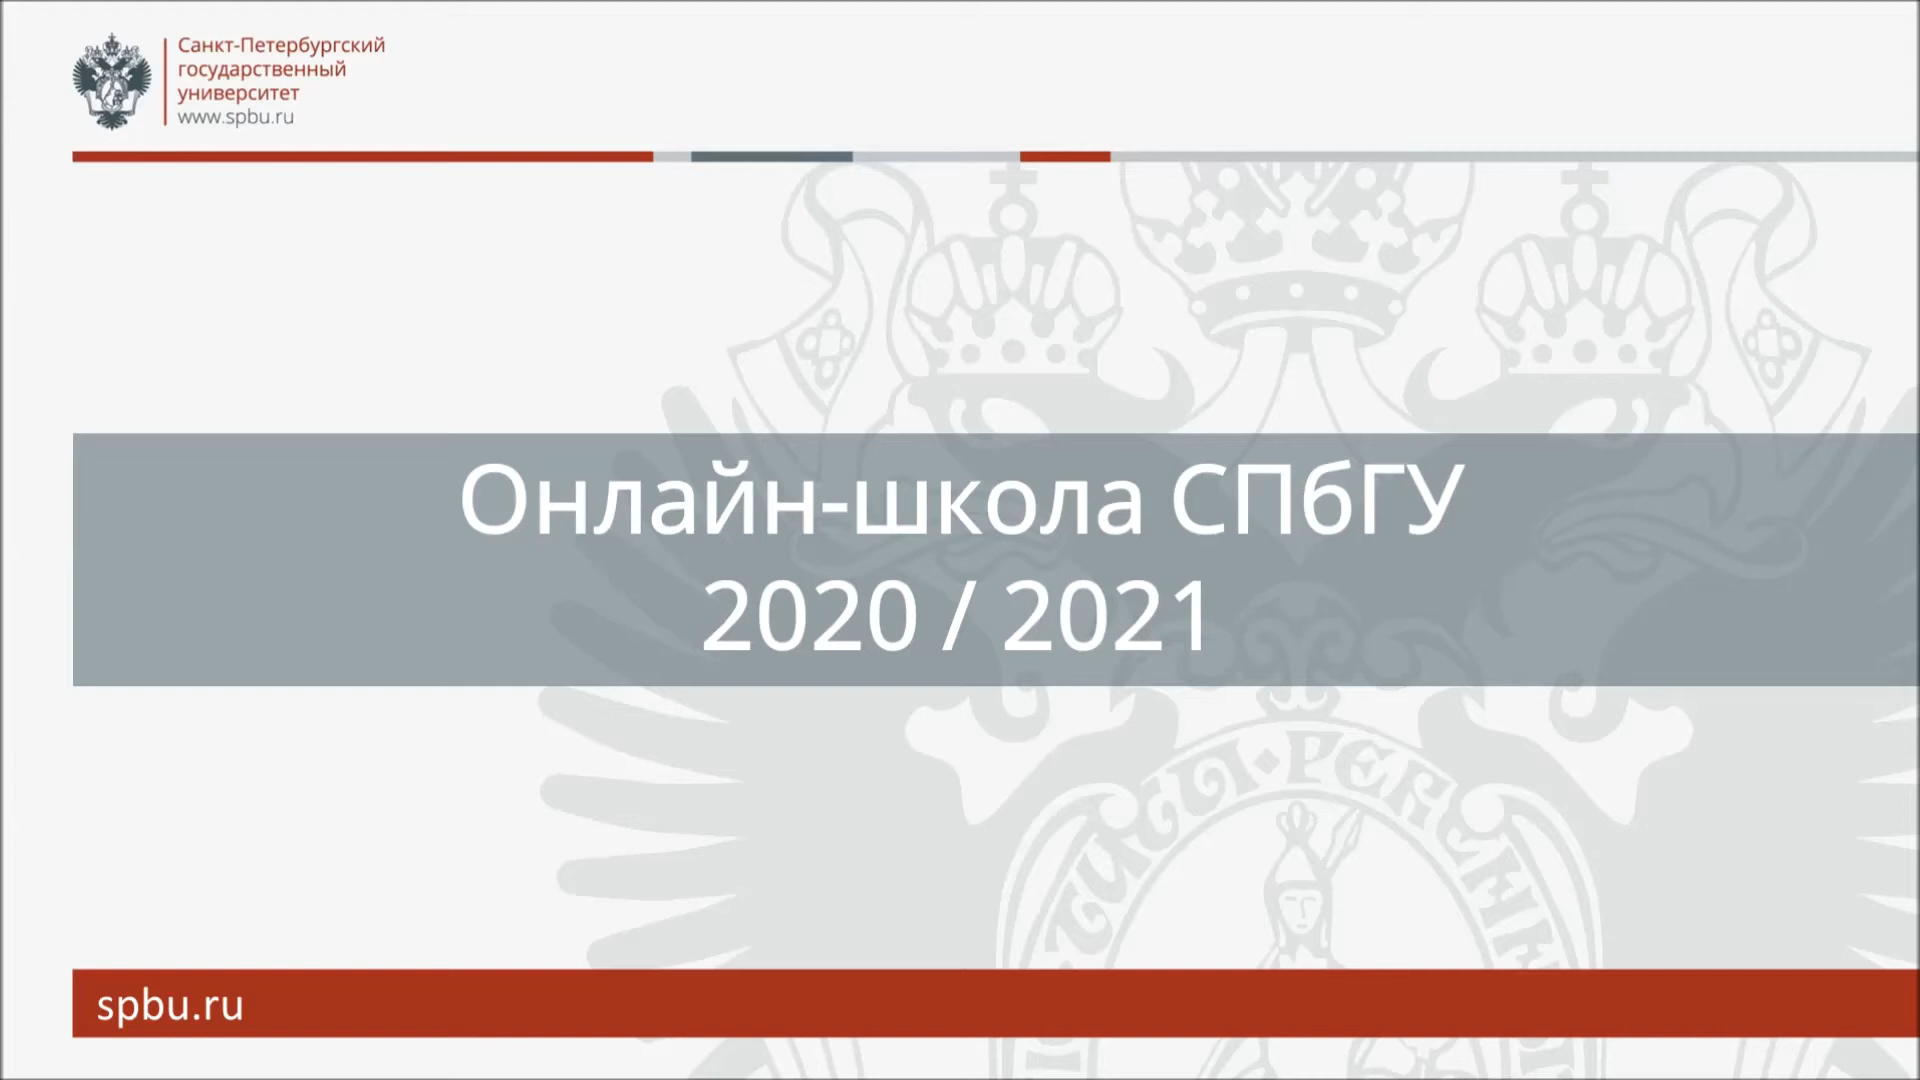 Санкт-Петербургский
государственный
университет
www.spbu.ru
Онлайн-школа СПбГУ
2020 / 2021
spbu.ru